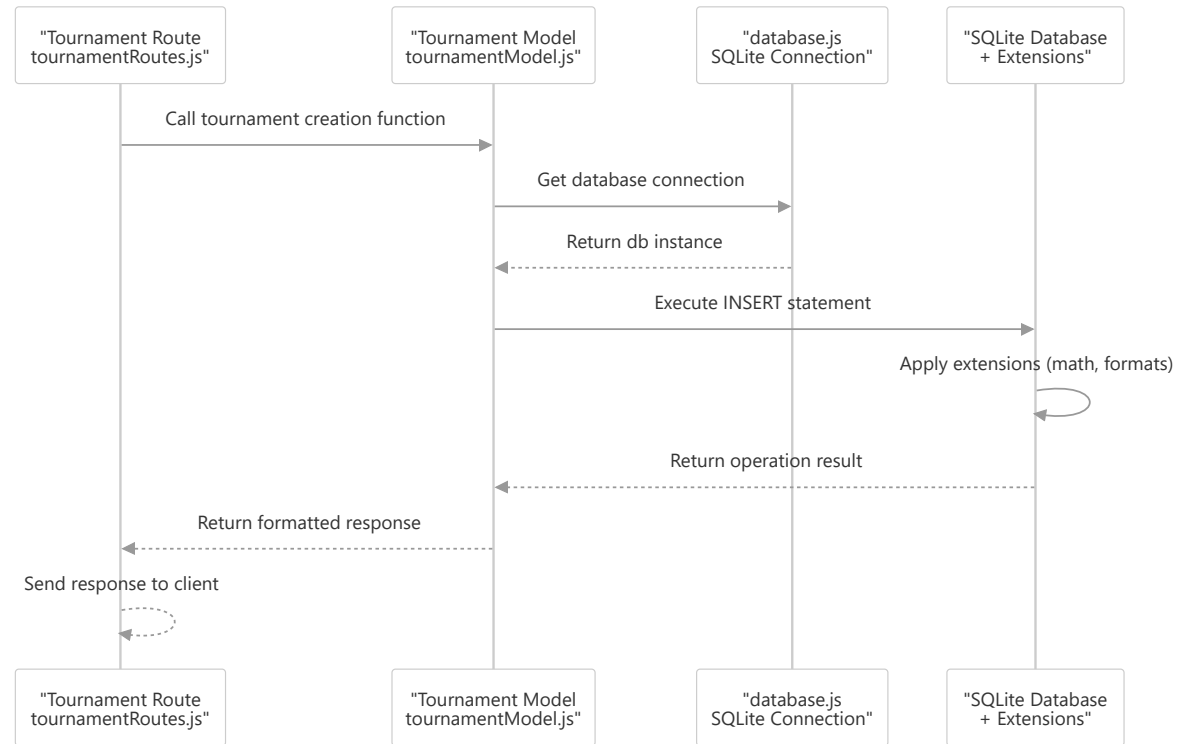 "Tournament Route
tournamentRoutes.js"
"Tournament Model
tournamentModel.js"
"database.js
SQLite Connection"
"SQLite Database
+ Extensions"
Call tournament creation function
Get database connection
Return db instance
Execute INSERT statement
Apply extensions (math, formats)
Return operation result
Return formatted response
Send response to client
"Tournament Route
tournamentRoutes.js"
"Tournament Model
tournamentModel.js"
"database.js
SQLite Connection"
"SQLite Database
+ Extensions"